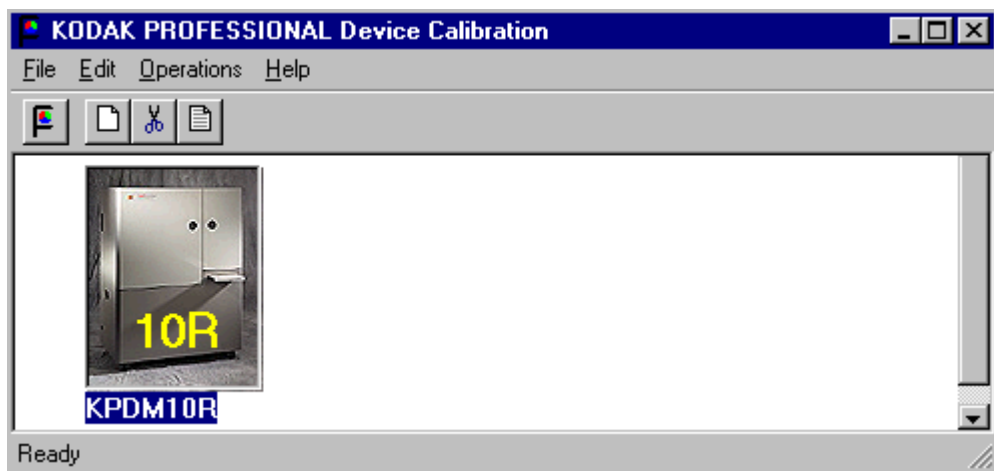 KODAK PROFESSIONAL Device Calibration
File Edit Operations Help
10R
KPDM10R
Ready